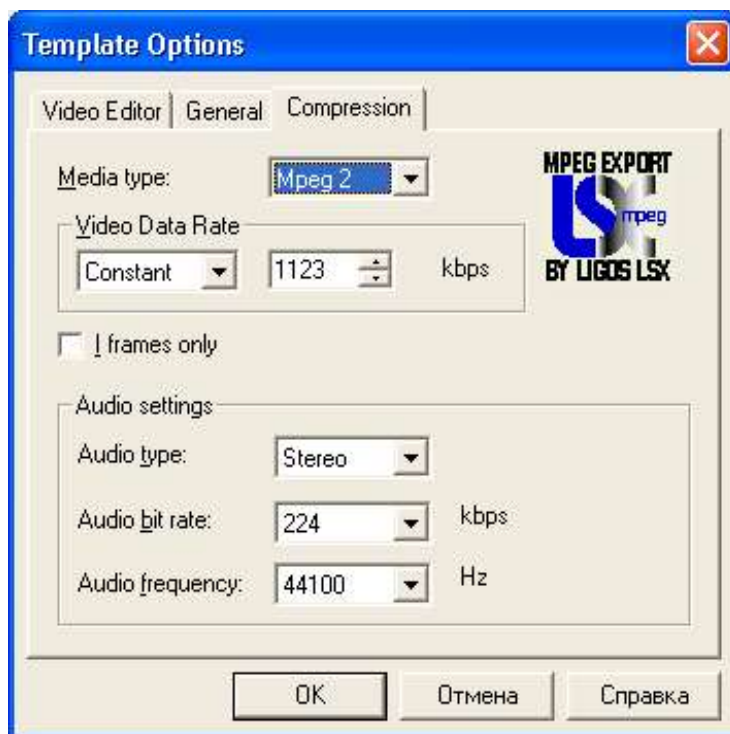 Template Options
Video Editor General Compression
Media type: Mpeg 2
MPEG EXPORT
LSX mpeg
BY LIGOS LSX
Video Data Rate
Constant 1123 kbps
I frames only
Audio settings
Audio type: Stereo
Audio bit rate: 224 kbps
Audio frequency: 44100 Hz
OK Отмена Справка